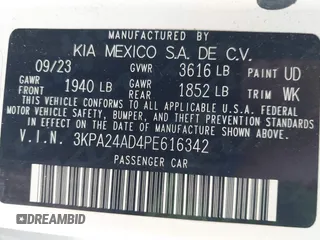 MANUFACTURED BY
KIA MEXICO S.A. DE C.V.
09/23 GVWR 3616 LB PAINT UD
GAWR FRONT 1940 LB GAWR REAR 1852 LB TRIM WK
THIS VEHICLE CONFORMS TO ALL APPLICABLE U.S. FEDERAL
MOTOR VEHICLE SAFETY, BUMPER, AND THEFT PREVENTION
STANDARDS IN EFFECT ON THE DATE OF MANUFACTURE SHOWN ABOVE.
V.I.N. 3KPA24AD4PE616342
PASSENGER CAR
DREAMBID